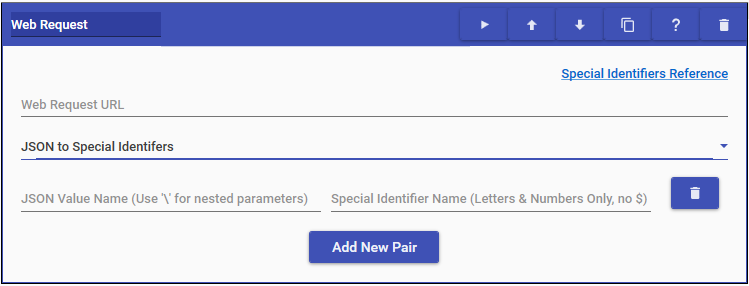 Web Request
?
Special Identifiers Reference
Web Request URL
JSON to Special Identifers
JSON Value Name (Use '\' for nested parameters) Special Identifier Name (Letters & Numbers Only, no $)
Add New Pair